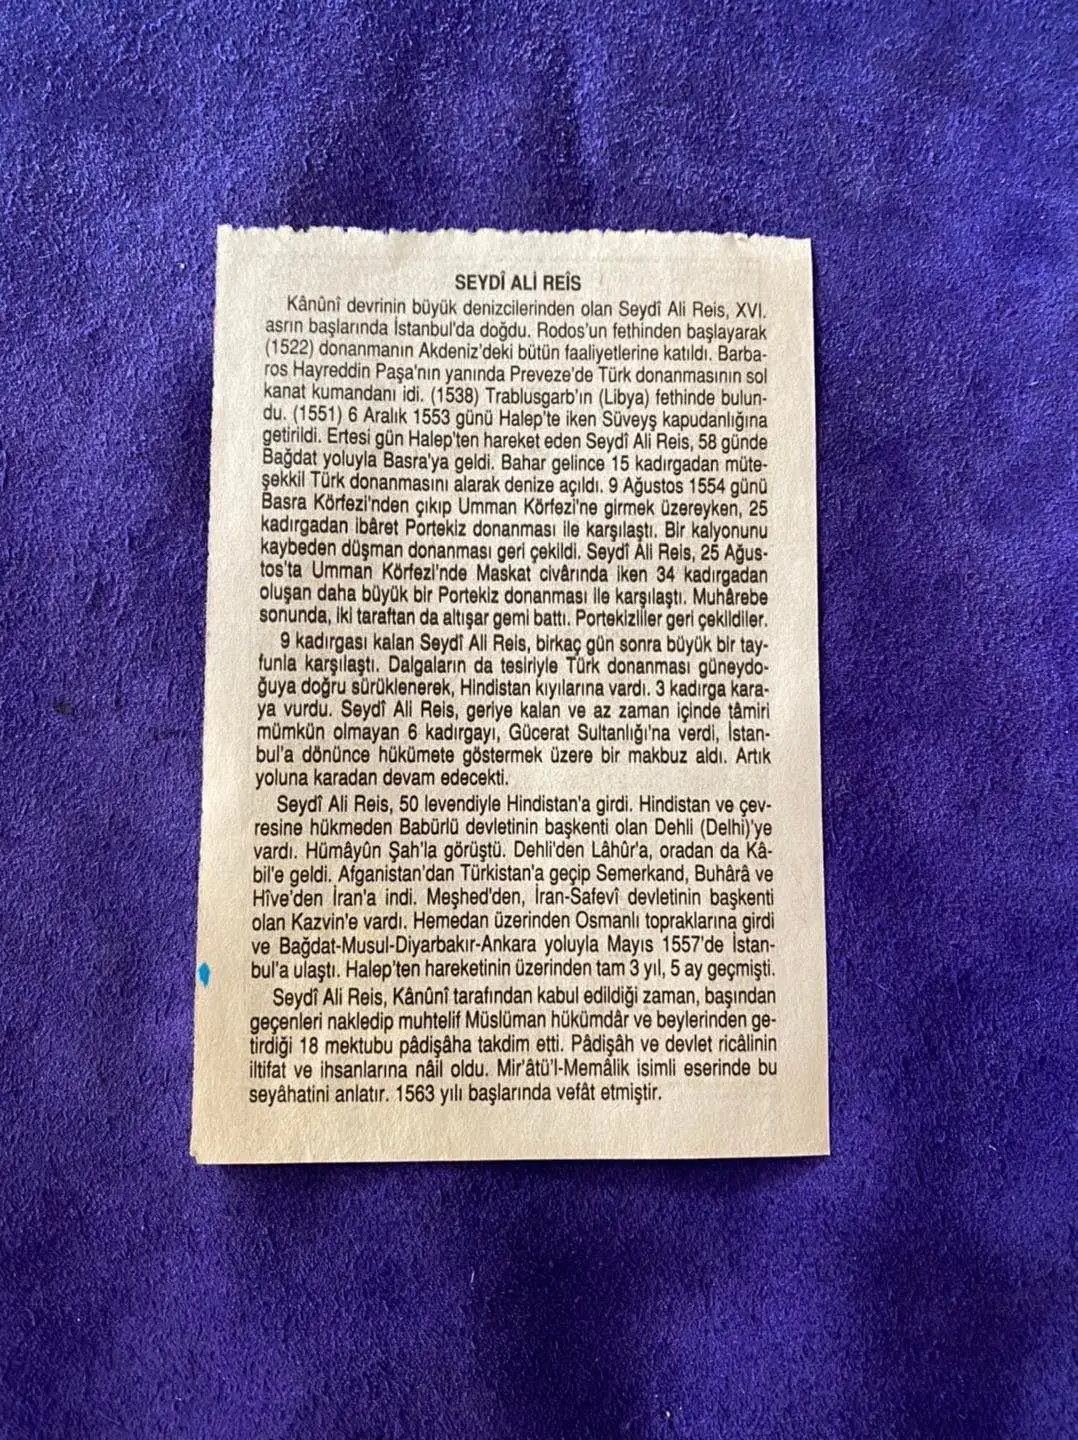 SEYDÎ ALİ REÎS
Kânûnî devrinin büyük denizcilerinden olan Seydî Ali Reis, XVI.
asrın başlarında İstanbul'da doğdu. Rodos'un fethinden başlayarak
(1522) donanmanın Akdeniz'deki bütün faaliyetlerine katıldı. Barba-
ros Hayreddin Paşa'nın yanında Preveze'de Türk donanmasının sol
kanat kumandanı idi. (1538) Trablusgarb'ın (Libya) fethinde bulun-
du. (1551) 6 Aralık 1553 günü Halep'te iken Süveyş kapudanlığına
getirildi. Ertesi gün Halep'ten hareket eden Seydî Ali Reis, 58 günde
Bağdat yoluyla Basra'ya geldi. Bahar gelince 15 kadırgadan müte-
şekkil Türk donanmasını alarak denize açıldı. 9 Ağustos 1554 günü
Basra Körfezi'nden çıkıp Umman Körfezi'ne girmek üzereyken, 25
kadırgadan ibâret Portekiz donanması ile karşılaştı. Bir kalyonunu
kaybeden düşman donanması geri çekildi. Seydî Ali Reis, 25 Ağus-
tos'ta Umman Körfezi'nde Maskat civârında iken 34 kadırgadan
oluşan daha büyük bir Portekiz donanması ile karşılaştı. Muhârebe
sonunda, iki taraftan da altışar gemi battı. Portekizliler geri çekildiler.
9 kadırgası kalan Seydî Ali Reis, birkaç gün sonra büyük bir tay-
funla karşılaştı. Dalgaların da tesiriyle Türk donanması güneydo-
ğuya doğru sürüklenerek, Hindistan kıyılarına vardı. 3 kadırga kara-
ya vurdu. Seydî Ali Reis, geriye kalan ve az zaman içinde tâmiri
mümkün olmayan 6 kadırgayı, Gücerat Sultanlığı'na verdi, İstan-
bul'a dönünce hükümete göstermek üzere bir makbuz aldı. Artık
yoluna karadan devam edecekti.
Seydî Ali Reis, 50 levendiyle Hindistan'a girdi. Hindistan ve çev-
resine hükmeden Babürlü devletinin başkenti olan Dehli (Delhi)'ye
vardı. Hümâyûn Şah'la görüştü. Dehli'den Lâhûr'a, oradan da Kâ-
bil'e geldi. Afganistan'dan Türkistan'a geçip Semerkand, Buhârâ ve
Hîve'den İran'a indi. Meşhed'den, İran-Safevî devletinin başkenti
olan Kazvin'e vardı. Hemedan üzerinden Osmanlı topraklarına girdi
ve Bağdat-Musul-Diyarbakır-Ankara yoluyla Mayıs 1557'de İstan-
bul'a ulaştı. Halep'ten hareketinin üzerinden tam 3 yıl, 5 ay geçmişti.
Seydî Ali Reis, Kânûnî tarafından kabul edildiği zaman, başından
geçenleri nakledip muhtelif Müslüman hükümdâr ve beylerinden ge-
tirdiği 18 mektubu pâdişâha takdim etti. Pâdişâh ve devlet ricâlinin
iltifat ve ihsanlarına nâil oldu. Mir'âtü'l-Memâlik isimli eserinde bu
seyâhatini anlatır. 1563 yılı başlarında vefât etmiştir.